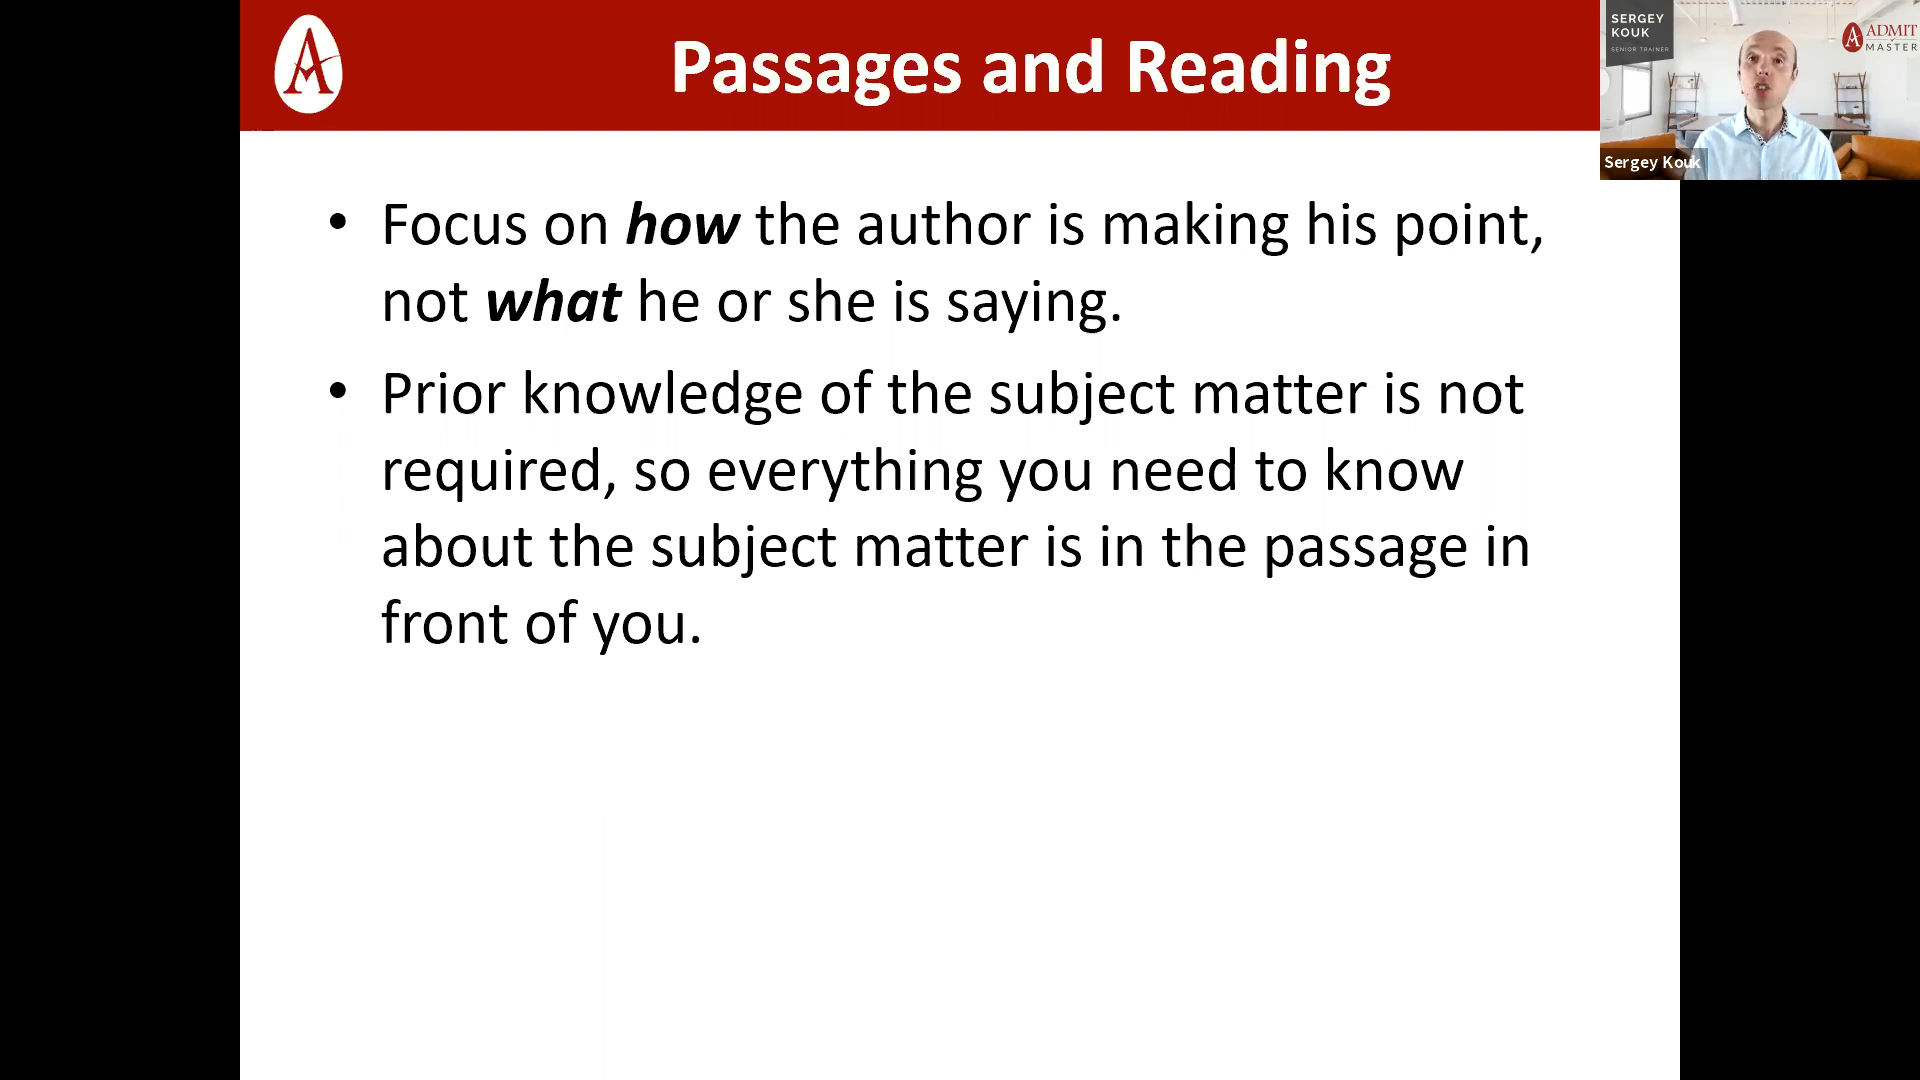 Passages and Reading
SERGEY
KOUK
SENIOR TRAINER
ADMIT
MASTER
Sergey Kouk
• Focus on how the author is making his point,
not what he or she is saying.
• Prior knowledge of the subject matter is not
required, so everything you need to know
about the subject matter is in the passage in
front of you.